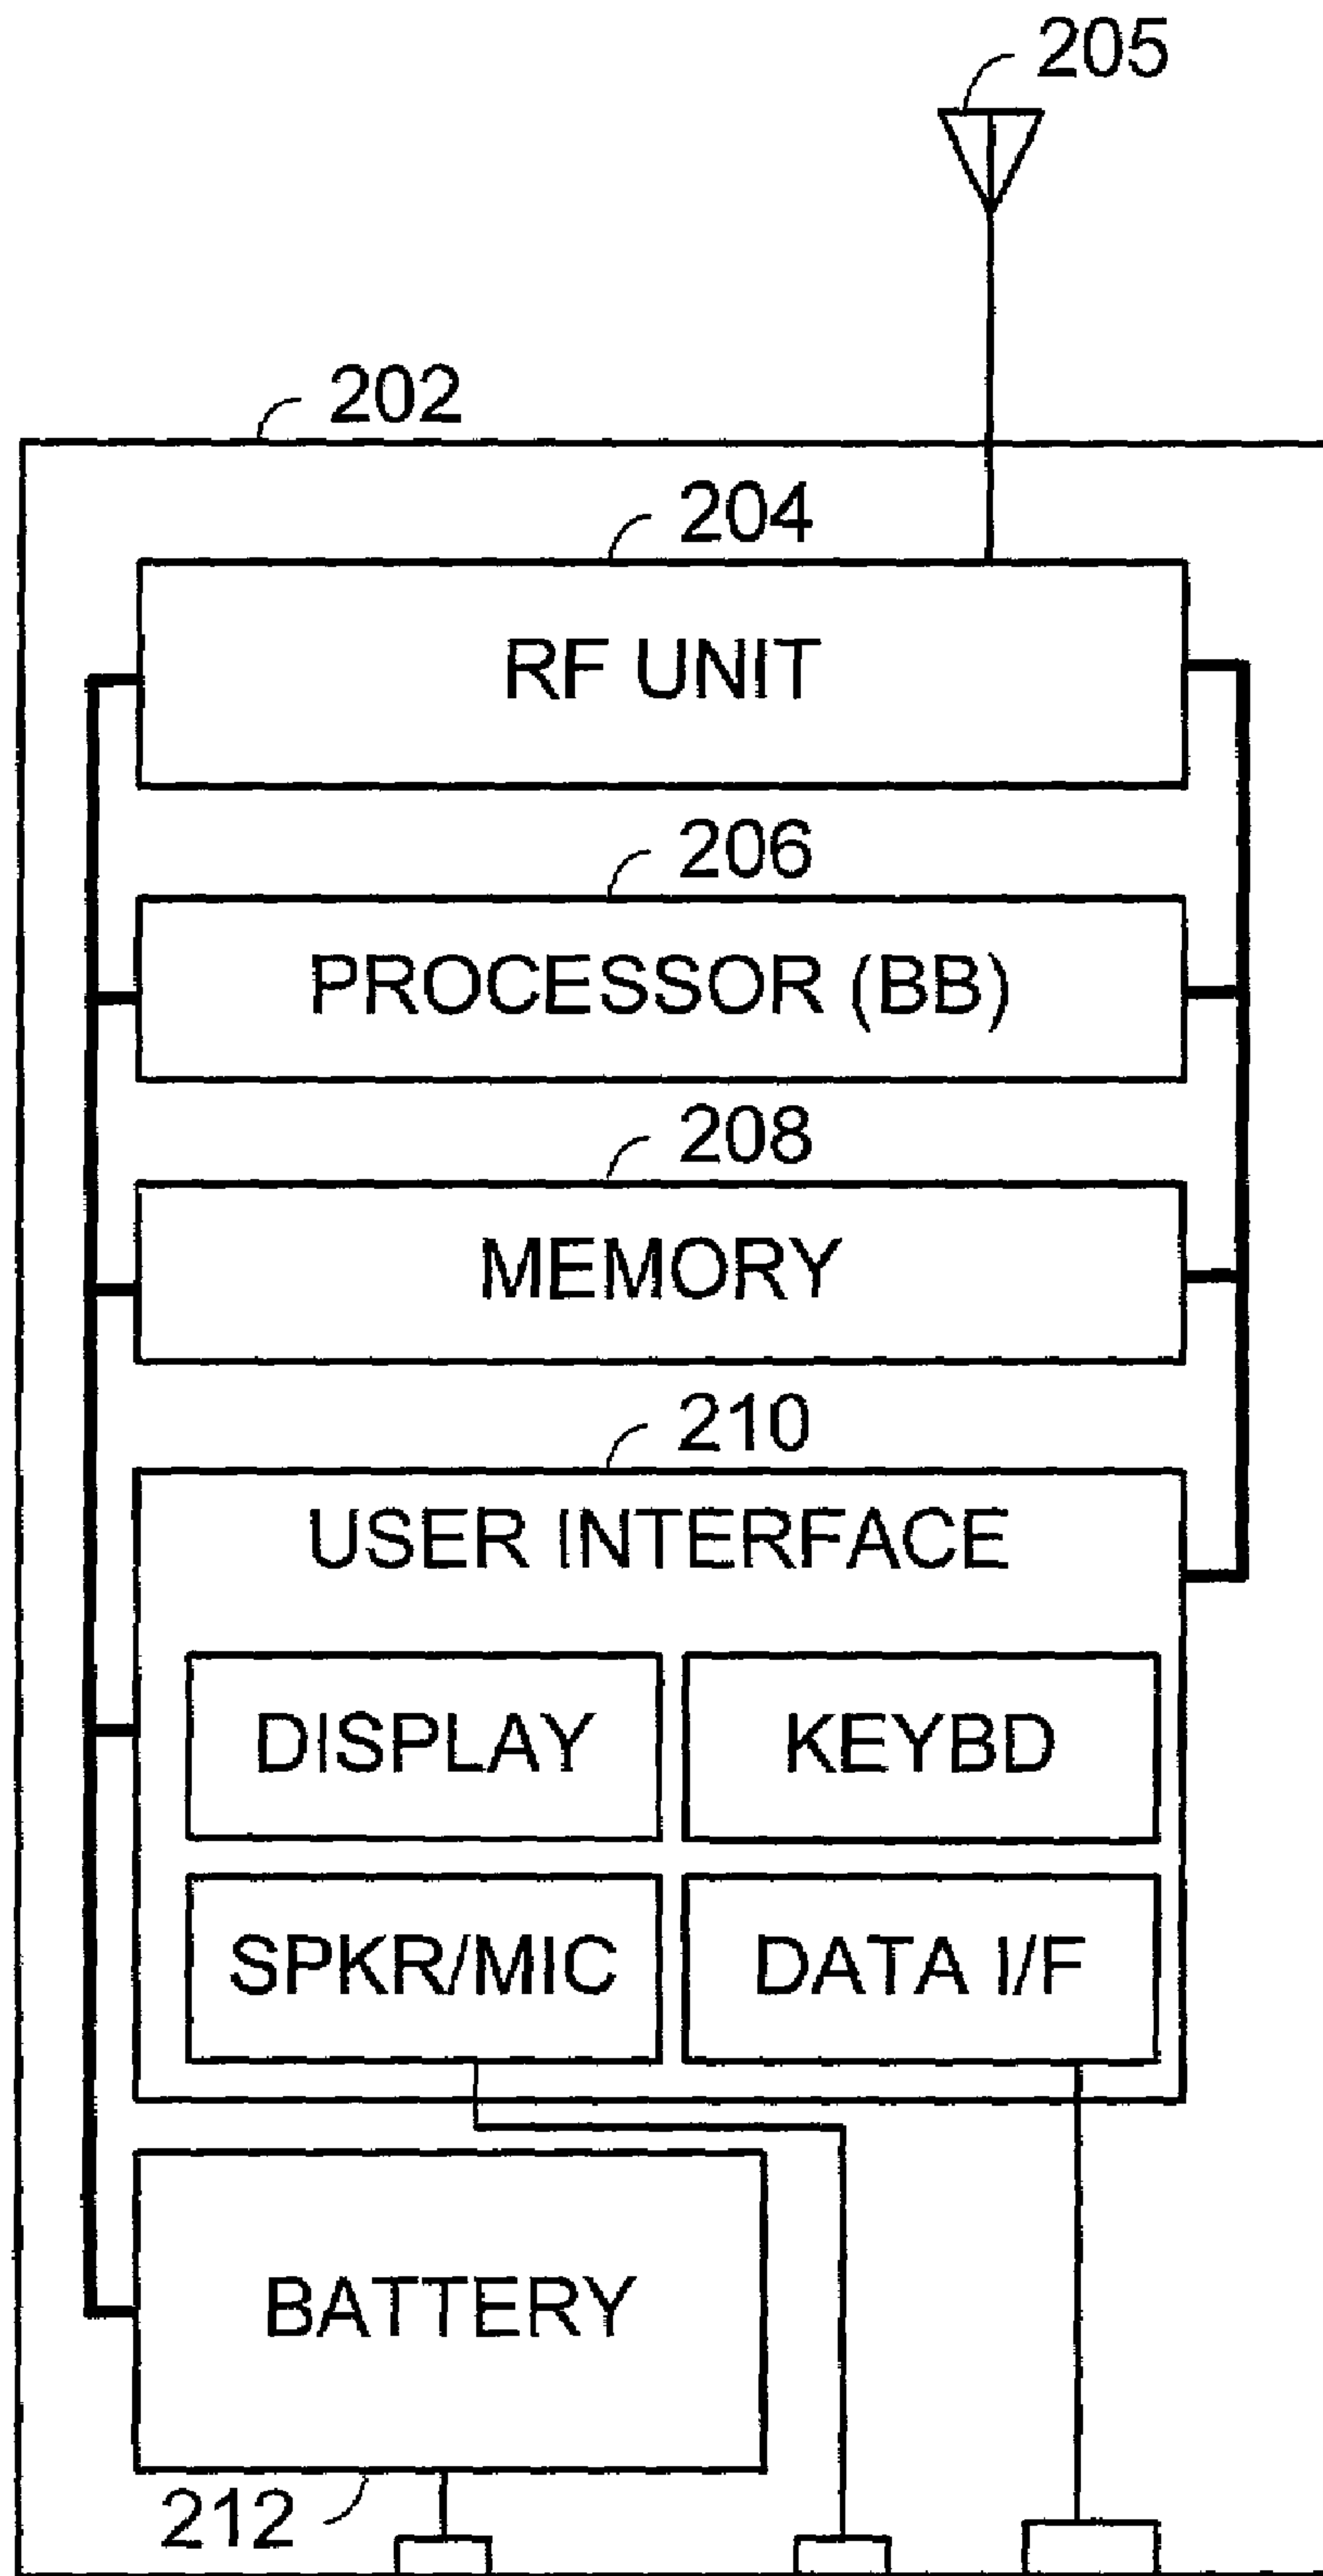 205
202
204
RF UNIT
206
PROCESSOR (BB)
208
MEMORY
210
USER INTERFACE
DISPLAY
KEYBD
SPKR/MIC
DATA I/F
BATTERY
212